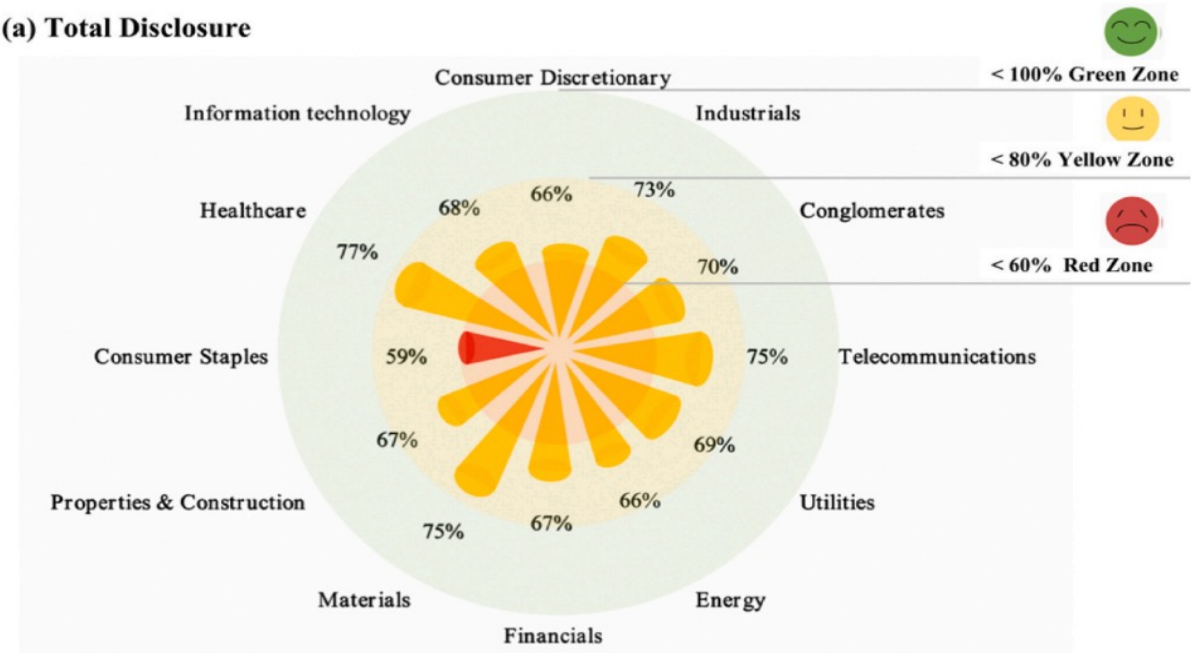 (a) Total Disclosure
< 100% Green Zone
Consumer Discretionary
Information technology
Industrials
< 80% Yellow Zone
73%
66%
68%
Healthcare
Conglomerates
77%
70%
< 60% Red Zone
Consumer Staples
59%
75%
Telecommunications
67%
69%
Properties & Construction
66%
Utilities
75%
67%
Materials
Energy
Financials